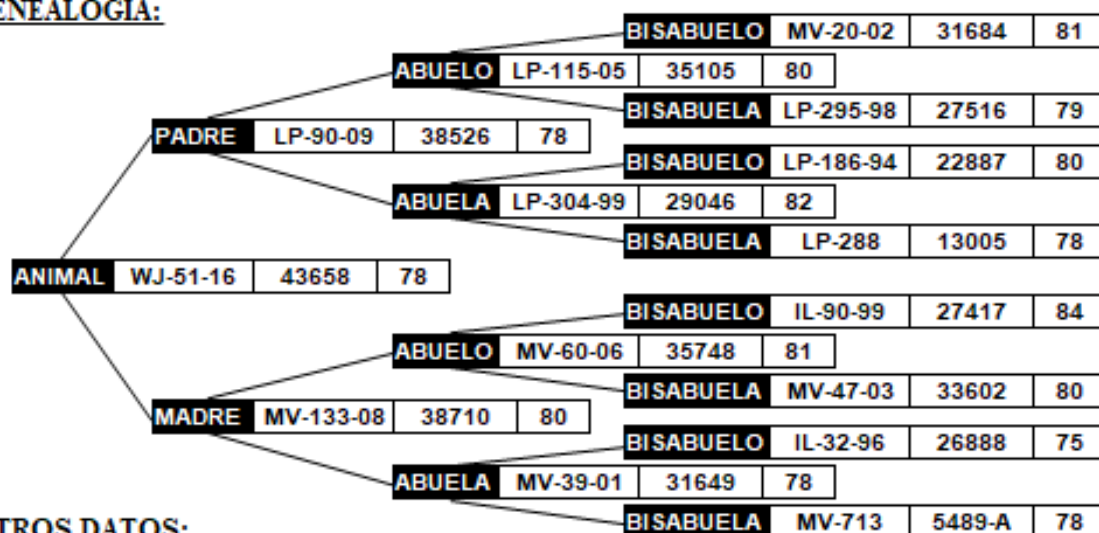 ENEALOGIA:
BISABUELO MV-20-02 31684 81
ABUELO LP-115-05 35105 80
BISABUELA LP-295-98 27516 79
PADRE LP-90-09 38526 78
BISABUELO LP-186-94 22887 80
ABUELA LP-304-99 29046 82
BISABUELA LP-288 13005 78
ANIMAL WJ-51-16 43658 78
BISABUELO IL-90-99 27417 84
ABUELO MV-60-06 35748 81
BISABUELA MV-47-03 33602 80
MADRE MV-133-08 38710 80
BISABUELO IL-32-96 26888 75
ABUELA MV-39-01 31649 78
BISABUELA MV-713 5489-A 78
TROS DATOS: